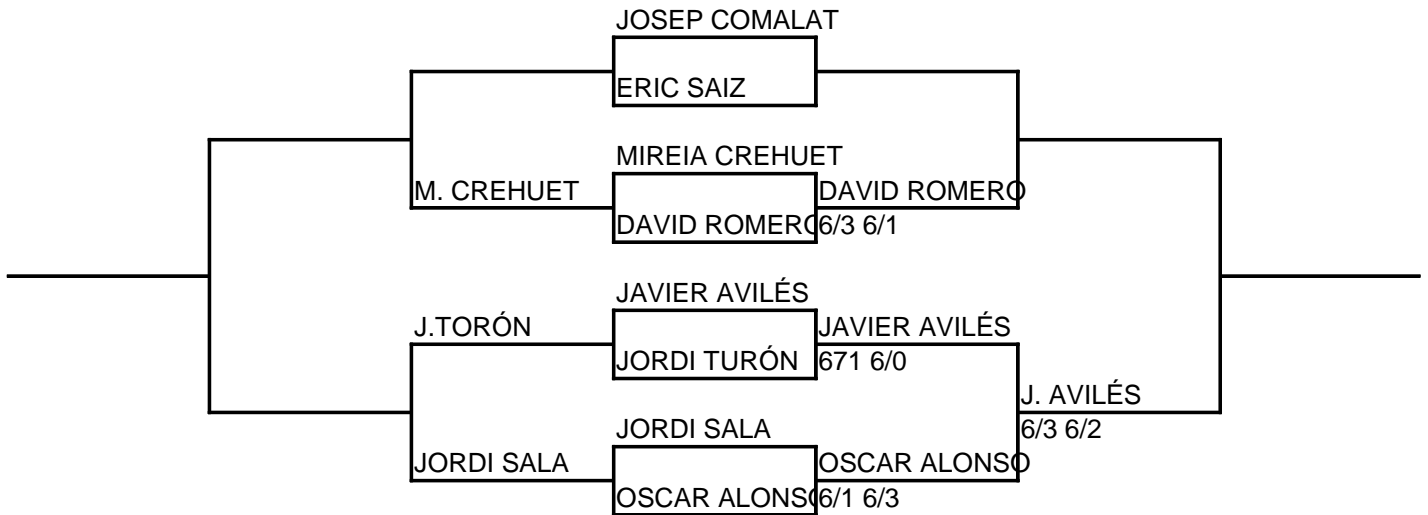 JOSEP COMALAT
ERIC SAIZ
MIREIA CREHUET
M. CREHUET
DAVID ROMERO
DAVID ROMERO
6/3 6/1
JAVIER AVILÉS
J.TORÓN
JAVIER AVILÉS
JORDI TURÓN
671 6/0
J. AVILÉS
6/3 6/2
JORDI SALA
JORDI SALA
OSCAR ALONSO
OSCAR ALONSO
6/1 6/3